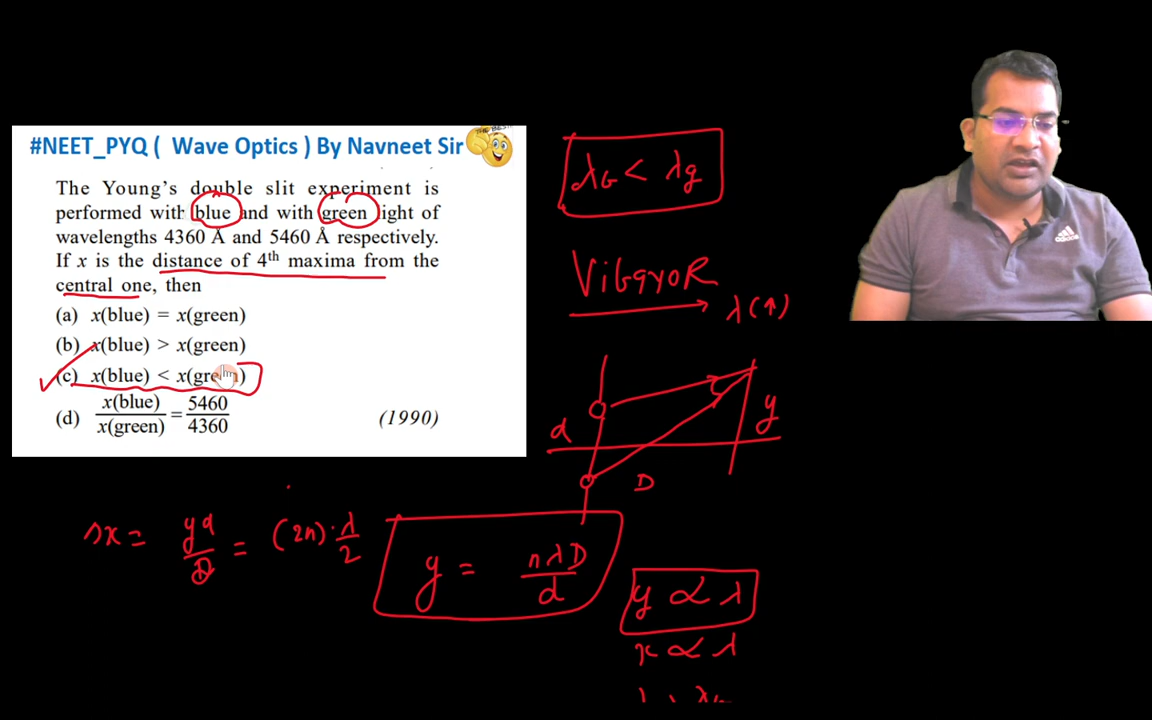 #NEET_PYQ ( Wave Optics ) By Navneet Sir
The Young's double slit experiment is
performed with blue and with green light of
wavelengths 4360 Å and 5460 Å respectively.
If x is the distance of 4th maxima from the
central one, then
(a) x(blue) = x(green)
(b) x(blue) > x(green)
(c) x(blue) < x(green)
(d) x(blue)/x(green) = 5460/4360
(1990)
λb < λg
VibgyoR
λ(↑)
d
y
D
Δx = yd/D = (2n)·λ/2
y = nλD/d
y ∝ λ
x ∝ λ
adidas